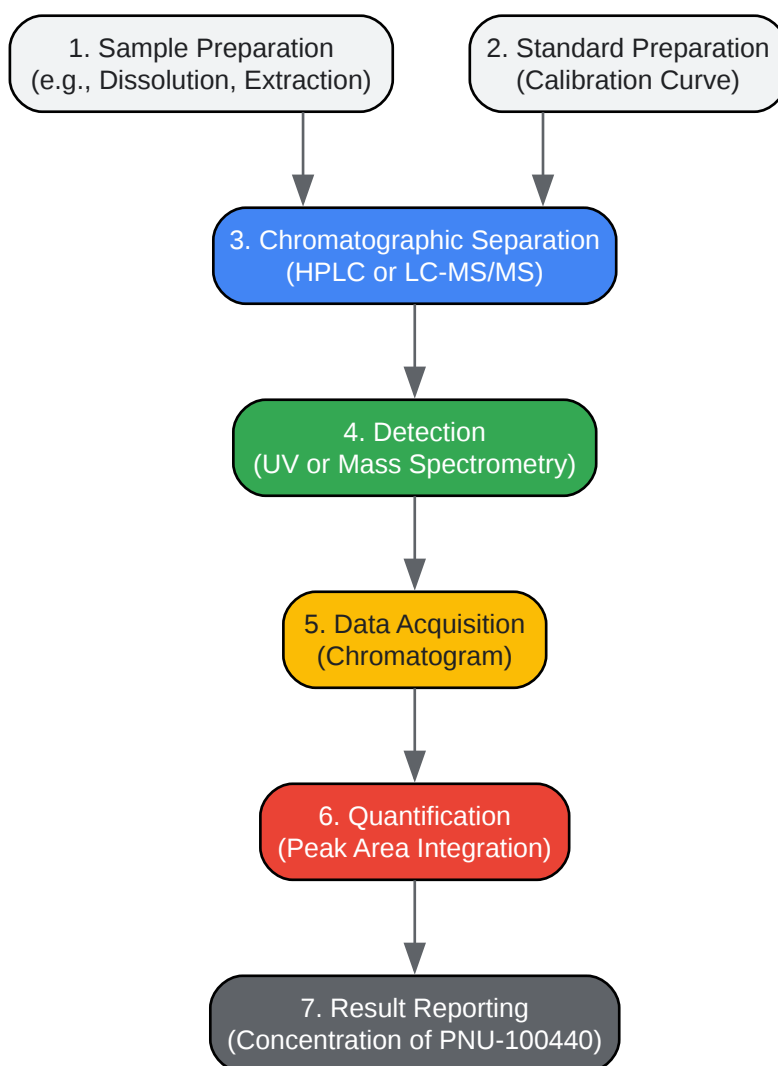 1. Sample Preparation
(e.g., Dissolution, Extraction)
2. Standard Preparation
(Calibration Curve)
3. Chromatographic Separation
(HPLC or LC-MS/MS)
4. Detection
(UV or Mass Spectrometry)
5. Data Acquisition
(Chromatogram)
6. Quantification
(Peak Area Integration)
7. Result Reporting
(Concentration of PNU-100440)